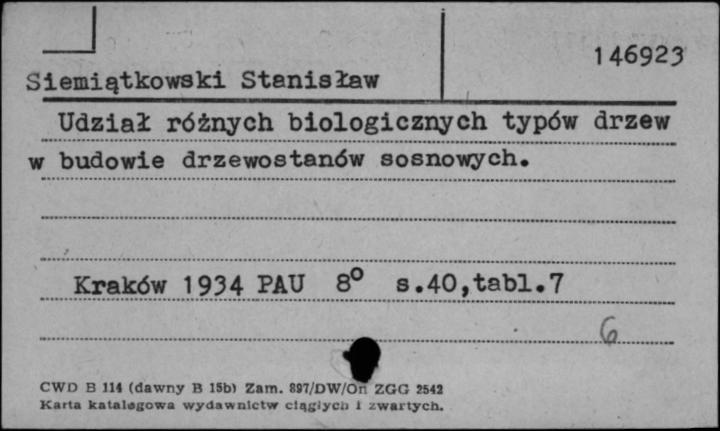 146923
Siemiątkowski Stanisław
Udział różnych biologicznych typów drzew
w budowie drzewostanów sosnowych.
Kraków 1934 PAU 8° s.40,tabl.7
6
CWD B 114 (dawny B 15b) Zam. 897/DW/On ZGG 2542
Karta katalogowa wydawnictw ciągłych i zwartych.